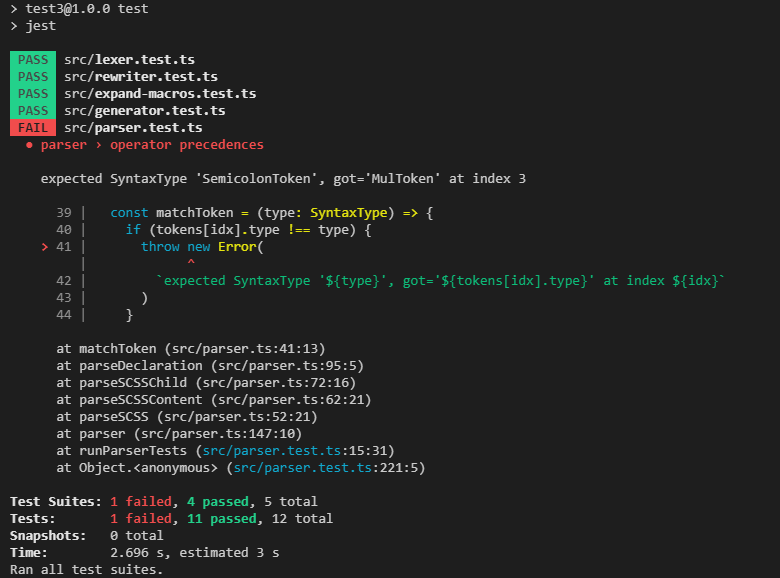 > test3@1.0.0 test
> jest
PASS src/lexer.test.ts
PASS src/rewriter.test.ts
PASS src/expand-macros.test.ts
PASS src/generator.test.ts
FAIL src/parser.test.ts
● parser › operator precedences
expected SyntaxType 'SemicolonToken', got='MulToken' at index 3
39 |   const matchToken = (type: SyntaxType) => {
40 |     if (tokens[idx].type !== type) {
> 41 |       throw new Error(
|             ^
42 |         `expected SyntaxType '${type}', got='${tokens[idx].type}' at index ${idx}`
43 |       )
44 |     }
at matchToken (src/parser.ts:41:13)
at parseDeclaration (src/parser.ts:95:5)
at parseSCSSChild (src/parser.ts:72:16)
at parseSCSSContent (src/parser.ts:62:21)
at parseSCSS (src/parser.ts:52:21)
at parser (src/parser.ts:147:10)
at runParserTests (src/parser.test.ts:15:31)
at Object.<anonymous> (src/parser.test.ts:221:5)
Test Suites: 1 failed, 4 passed, 5 total
Tests:       1 failed, 11 passed, 12 total
Snapshots:   0 total
Time:        2.696 s, estimated 3 s
Ran all test suites.